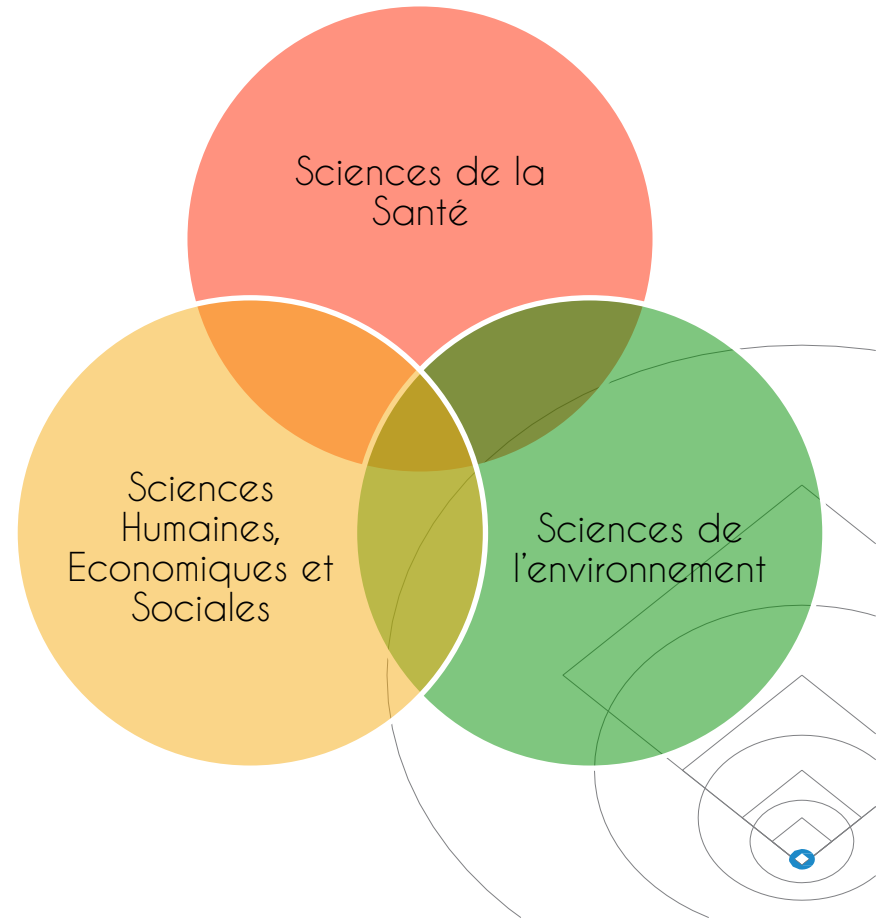 Sciences de la
Santé
Sciences
Humaines,
Economiques et
Sociales
Sciences de
l'environnement